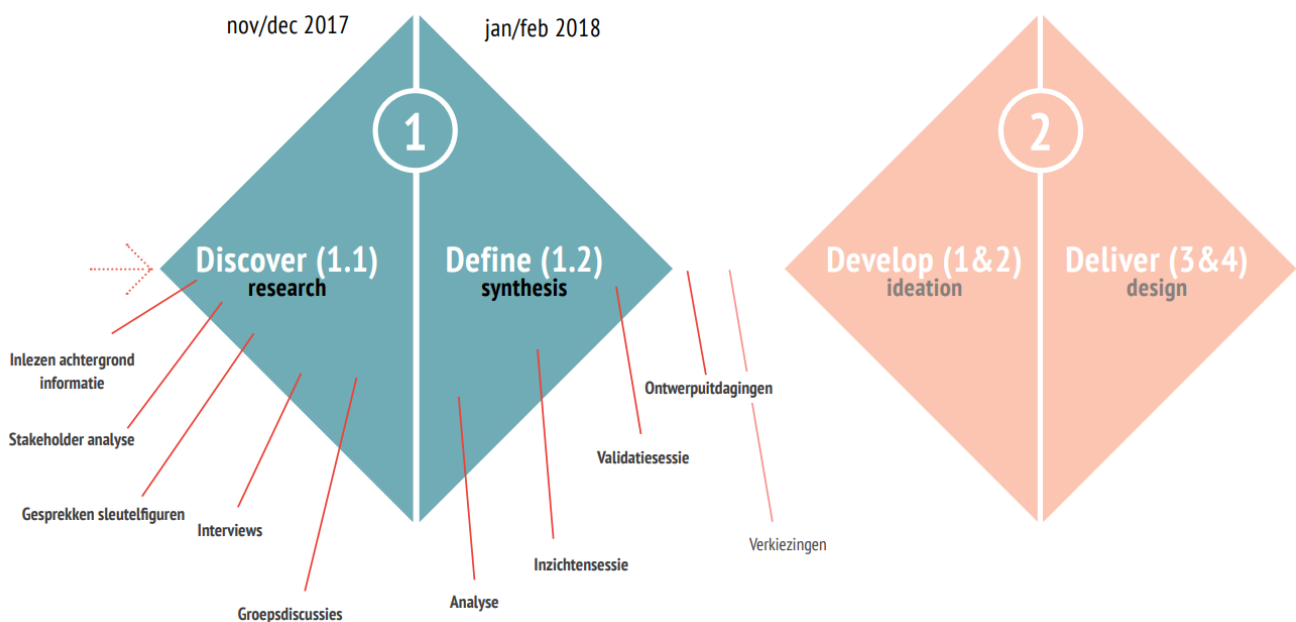 nov/dec 2017
jan/feb 2018
1
2
Discover (1.1)
research
Define (1.2)
synthesis
Develop (1&2)
ideation
Deliver (3&4)
design
Inlezen achtergrond
informatie
Stakeholder analyse
Gesprekken sleutelfiguren
Interviews
Groepsdiscussies
Analyse
Inzichtensessie
Validatiesessie
Ontwerpuitdagingen
Verkiezingen